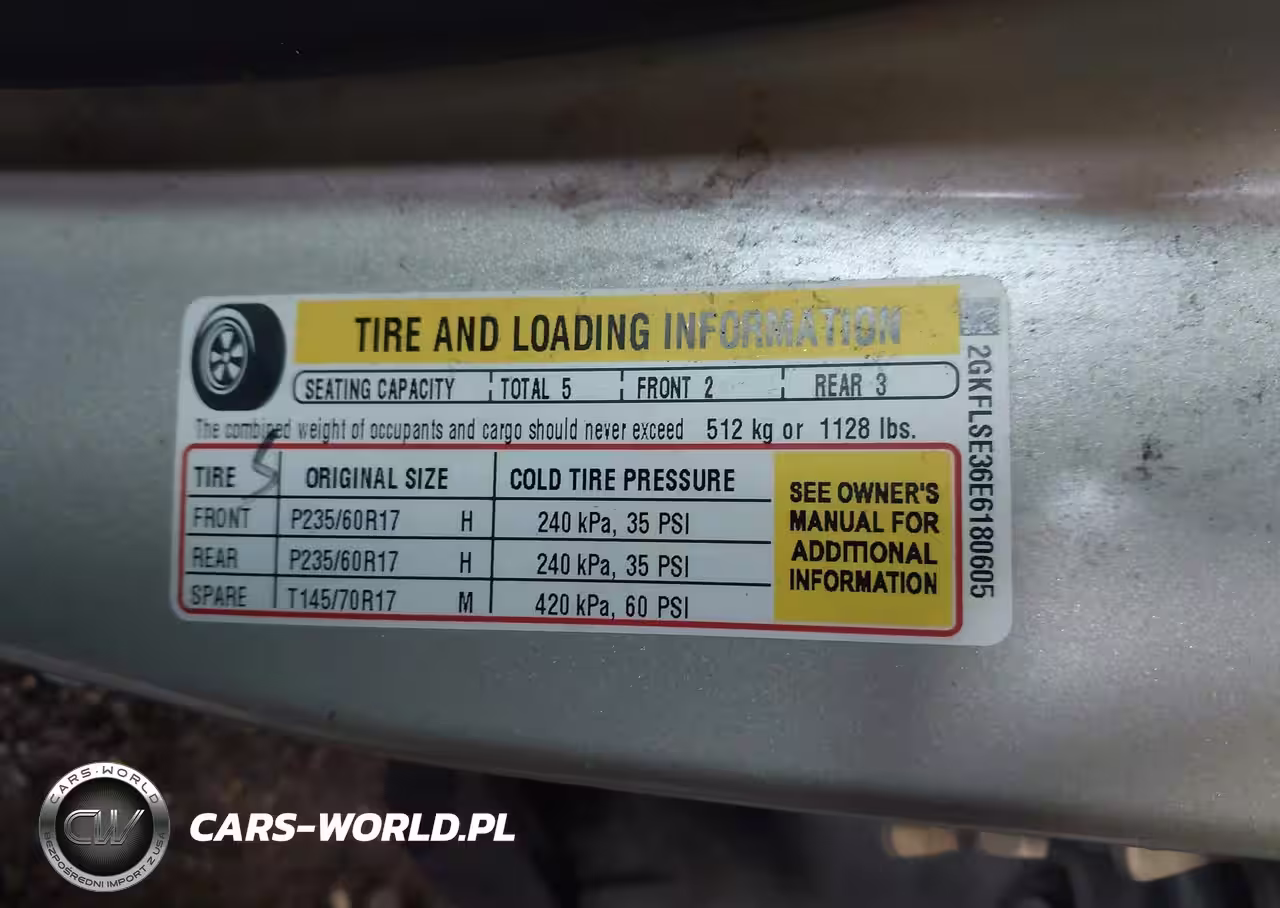 TIRE AND LOADING INFORMATION
SEATING CAPACITY TOTAL 5 FRONT 2 REAR 3
The combined weight of occupants and cargo should never exceed 512 kg or 1128 lbs.
TIRE ORIGINAL SIZE COLD TIRE PRESSURE
FRONT P235/60R17 H 240 kPa, 35 PSI
REAR P235/60R17 H 240 kPa, 35 PSI
SPARE T145/70R17 M 420 kPa, 60 PSI
SEE OWNER'S
MANUAL FOR
ADDITIONAL
INFORMATION
2GKFLSE36E6180605
CARS-WORLD
CW
BEZPOŚREDNI IMPORT Z USA
CARS-WORLD.PL